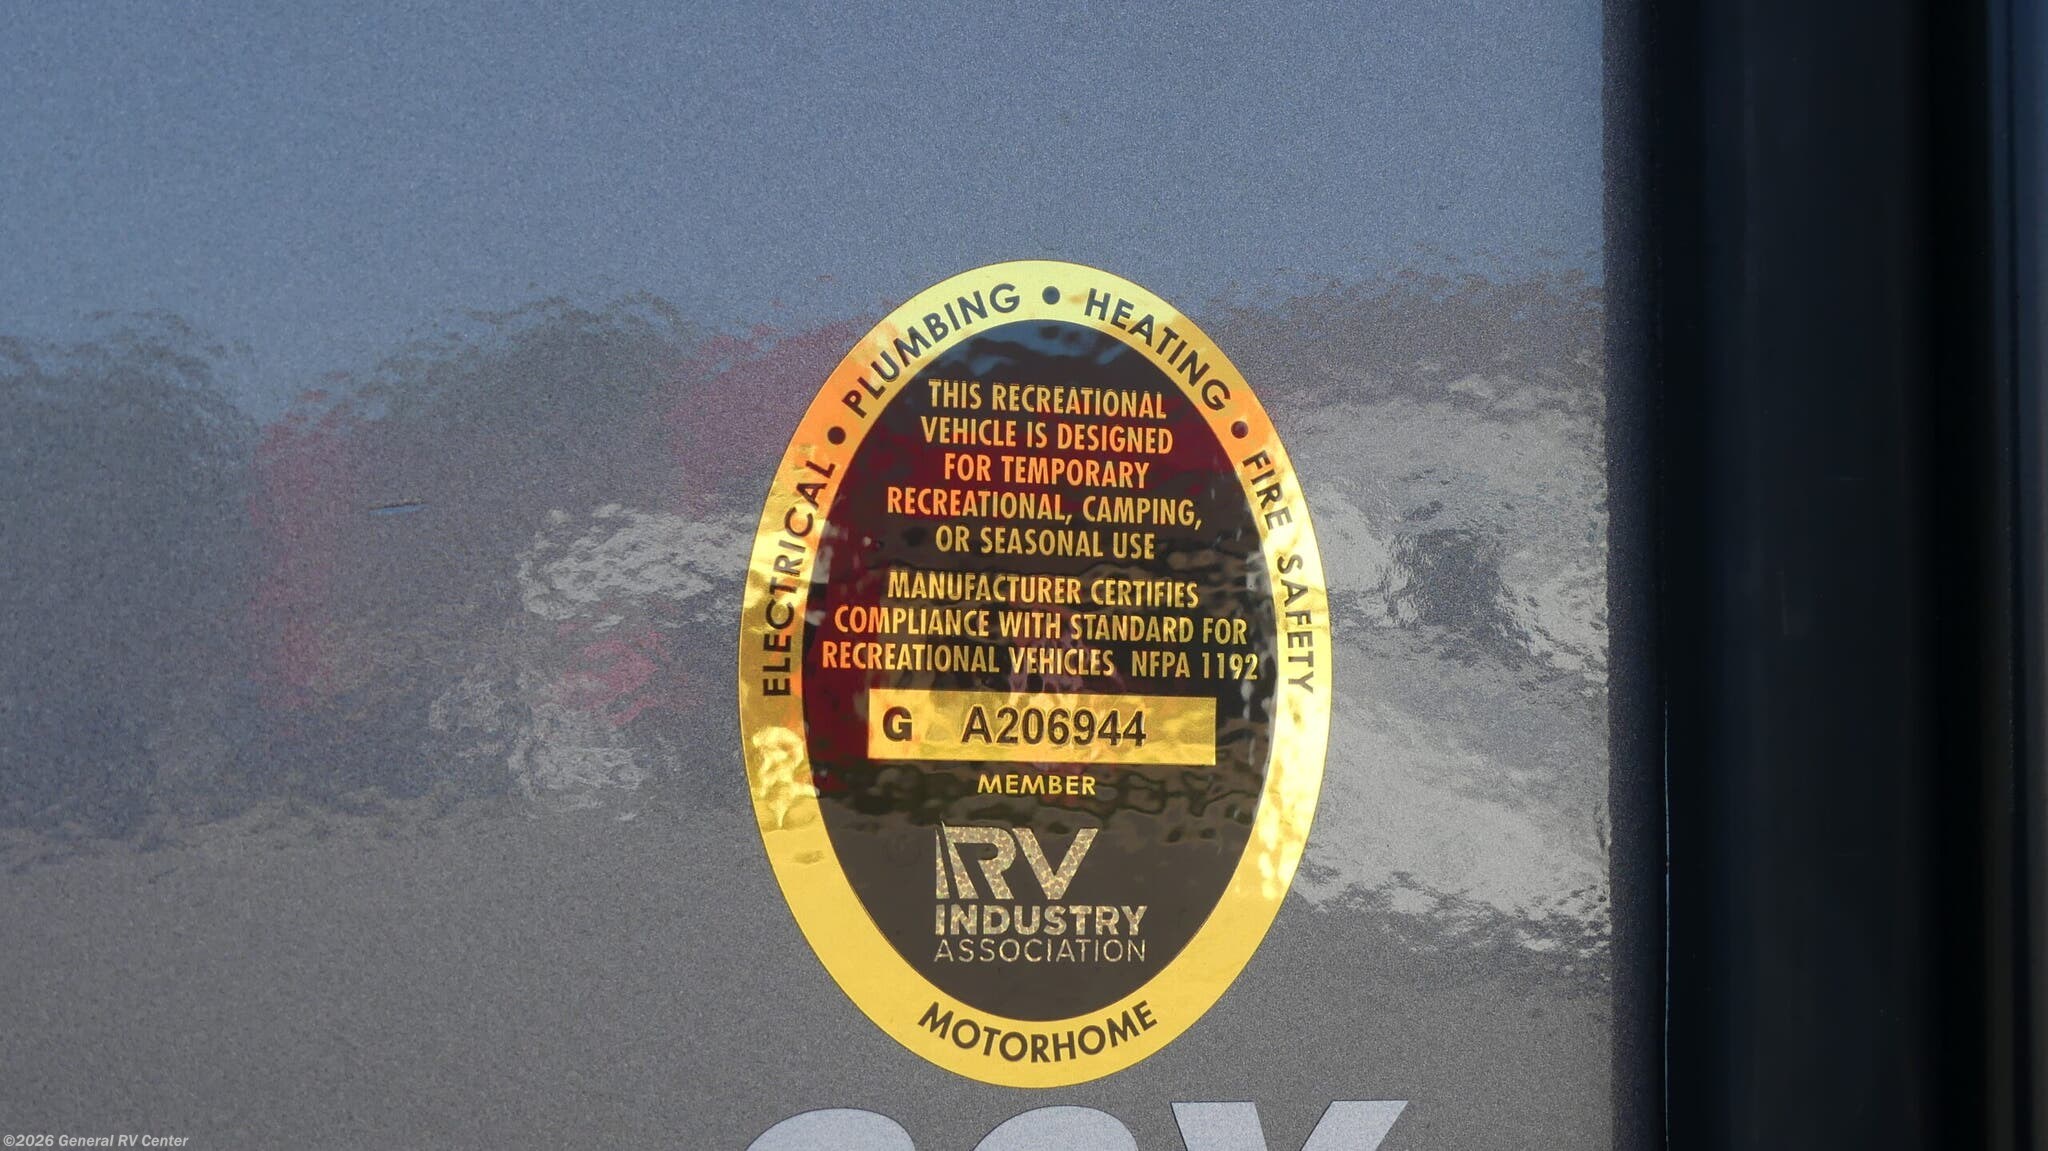 ELECTRICAL • PLUMBING • HEATING • FIRE SAFETY
THIS RECREATIONAL
VEHICLE IS DESIGNED
FOR TEMPORARY
RECREATIONAL, CAMPING,
OR SEASONAL USE
MANUFACTURER CERTIFIES
COMPLIANCE WITH STANDARD FOR
RECREATIONAL VEHICLES NFPA 1192
G A206944
MEMBER
RV
INDUSTRY
ASSOCIATION
MOTORHOME
©2026 General RV Center